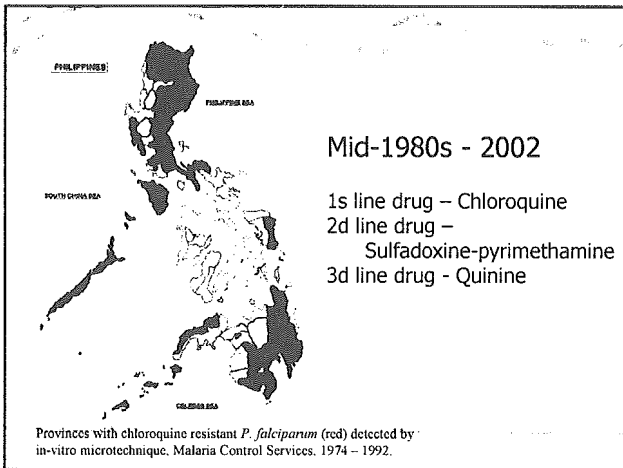 PHILIPPINES
PHILIPPINE SEA
SOUTH CHINA SEA
CELEBES SEA
Mid-1980s - 2002
1s line drug – Chloroquine
2d line drug –
Sulfadoxine-pyrimethamine
3d line drug - Quinine
Provinces with chloroquine resistant P. falciparum (red) detected by
in-vitro microtechnique, Malaria Control Services, 1974 – 1992.